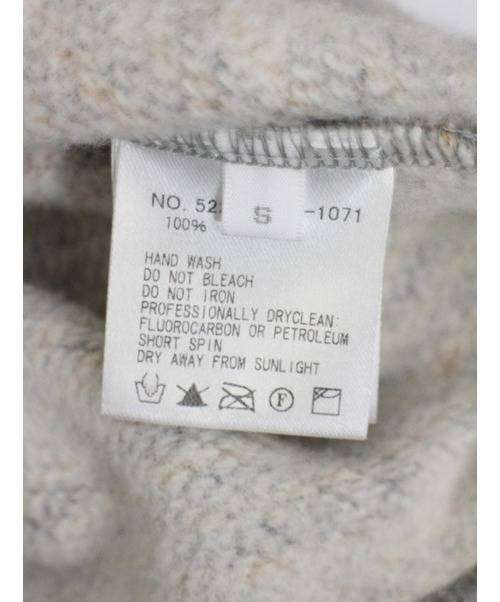 NO. 52 S -1071
100%
HAND WASH
DO NOT BLEACH
DO NOT IRON
PROFESSIONALLY DRYCLEAN:
FLUOROCARBON OR PETROLEUM
SHORT SPIN
DRY AWAY FROM SUNLIGHT
F